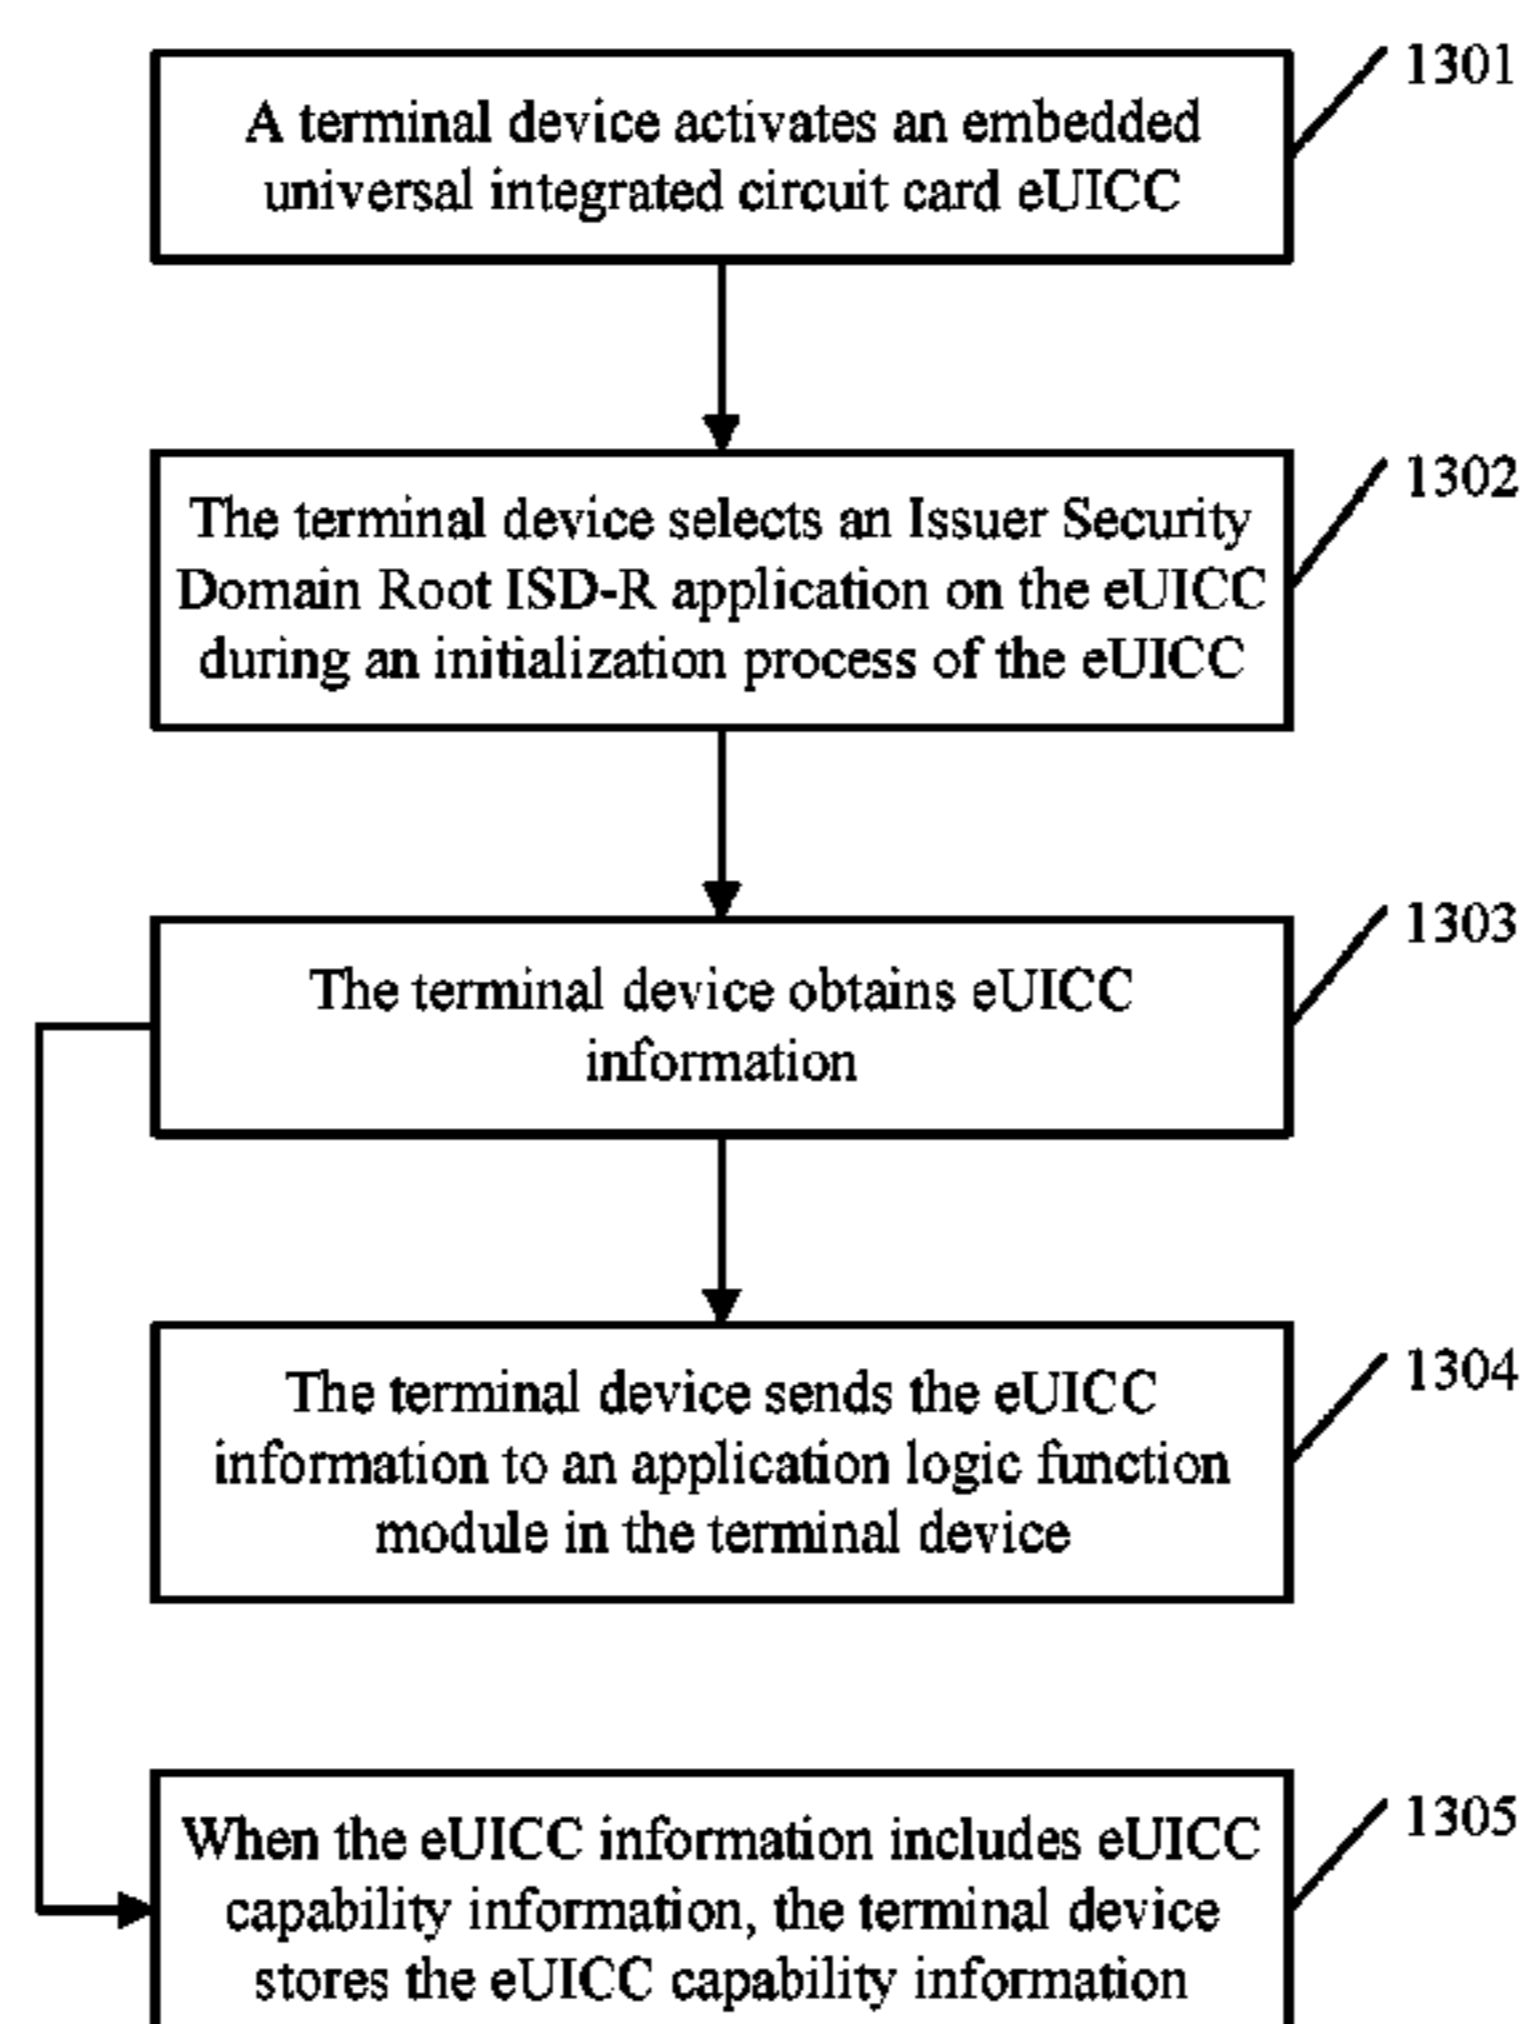 1301
A terminal device activates an embedded
universal integrated circuit card eUICC
1302
The terminal device selects an Issuer Security
Domain Root ISD-R application on the eUICC
during an initialization process of the eUICC
1303
The terminal device obtains eUICC
information
1304
The terminal device sends the eUICC
information to an application logic function
module in the terminal device
1305
When the eUICC information includes eUICC
capability information, the terminal device
stores the eUICC capability information